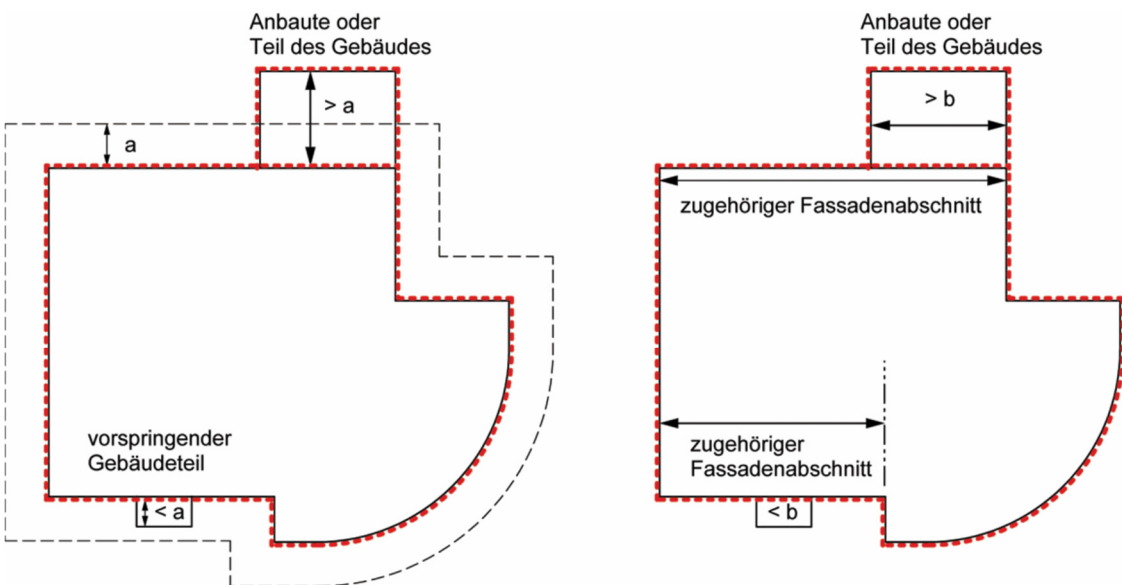 Anbaute oder
Teil des Gebäudes
> a
a
vorspringender
Gebäudeteil
< a
Anbaute oder
Teil des Gebäudes
> b
zugehöriger Fassadenabschnitt
zugehöriger
Fassadenabschnitt
< b